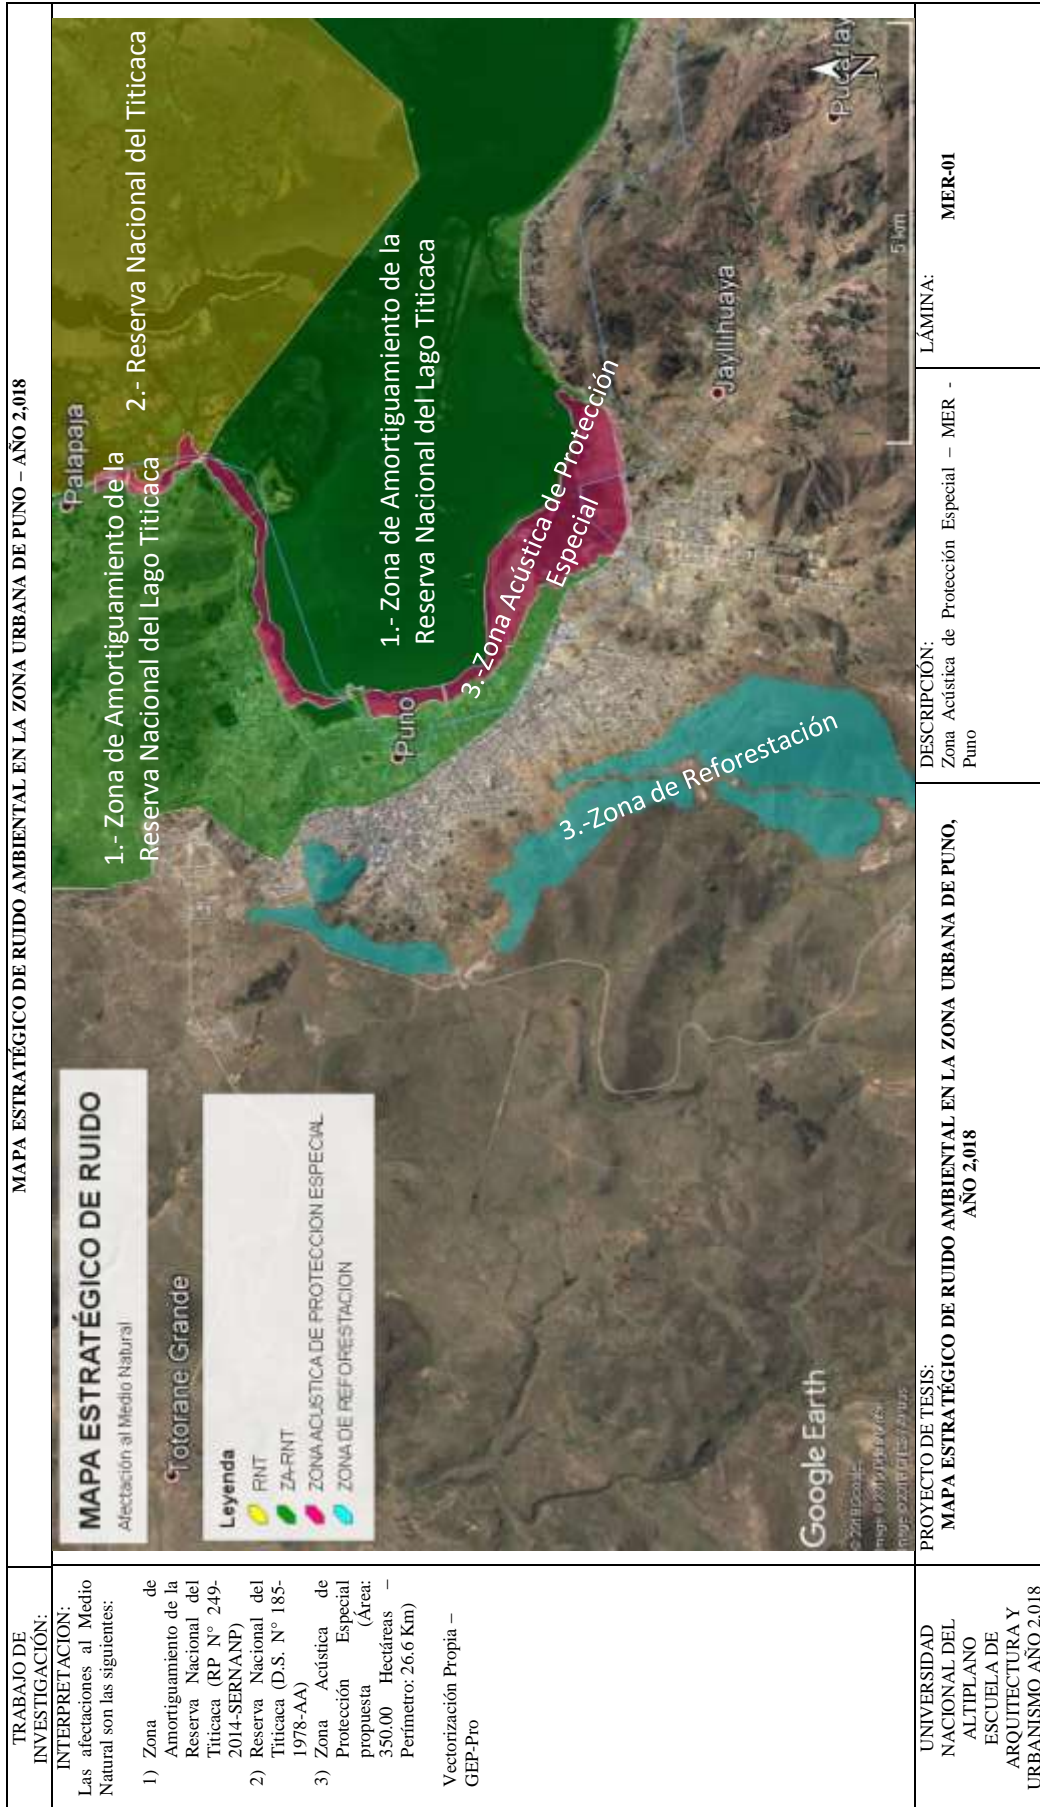 MAPA ESTRATÉGICO DE RUIDO AMBIENTAL EN LA ZONA URBANA DE PUNO – AÑO 2,018
TRABAJO DE
INVESTIGACIÓN:
INTERPRETACION:
Las afectaciones al Medio
Natural son las siguientes:
1) Zona de
Amortiguamiento de la
Reserva Nacional del
Titicaca (RP N° 249-
2014-SERNANP)
2) Reserva Nacional del
Titicaca (D.S. N° 185-
1978-AA)
3) Zona Acústica de
Protección Especial
propuesta (Área:
350.00 Hectáreas –
Perímetro: 26.6 Km)
Vectorización Propia –
GEP-Pro
MAPA ESTRATÉGICO DE RUIDO
Afectación al Medio Natural
Totorane Grande
Leyenda
RNT
ZA-RNT
ZONA ACUSTICA DE PROTECCION ESPECIAL
ZONA DE REFORESTACION
1.- Zona de Amortiguamiento de la
Reserva Nacional del Lago Titicaca
Palapaja
2.- Reserva Nacional del Titicaca
1.- Zona de Amortiguamiento de la
Reserva Nacional del Lago Titicaca
Puno
3.-Zona Acústica de Protección
Especial
3.-Zona de Reforestación
Jayllihuaya
N
5 km
Google Earth
UNIVERSIDAD
NACIONAL DEL
ALTIPLANO
ESCUELA DE
ARQUITECTURA Y
URBANISMO AÑO 2,018
PROYECTO DE TESIS:
MAPA ESTRATÉGICO DE RUIDO AMBIENTAL EN LA ZONA URBANA DE PUNO,
AÑO 2,018
DESCRIPCIÓN:
Zona Acústica de Protección Especial – MER -
Puno
LÁMINA:
MER-01